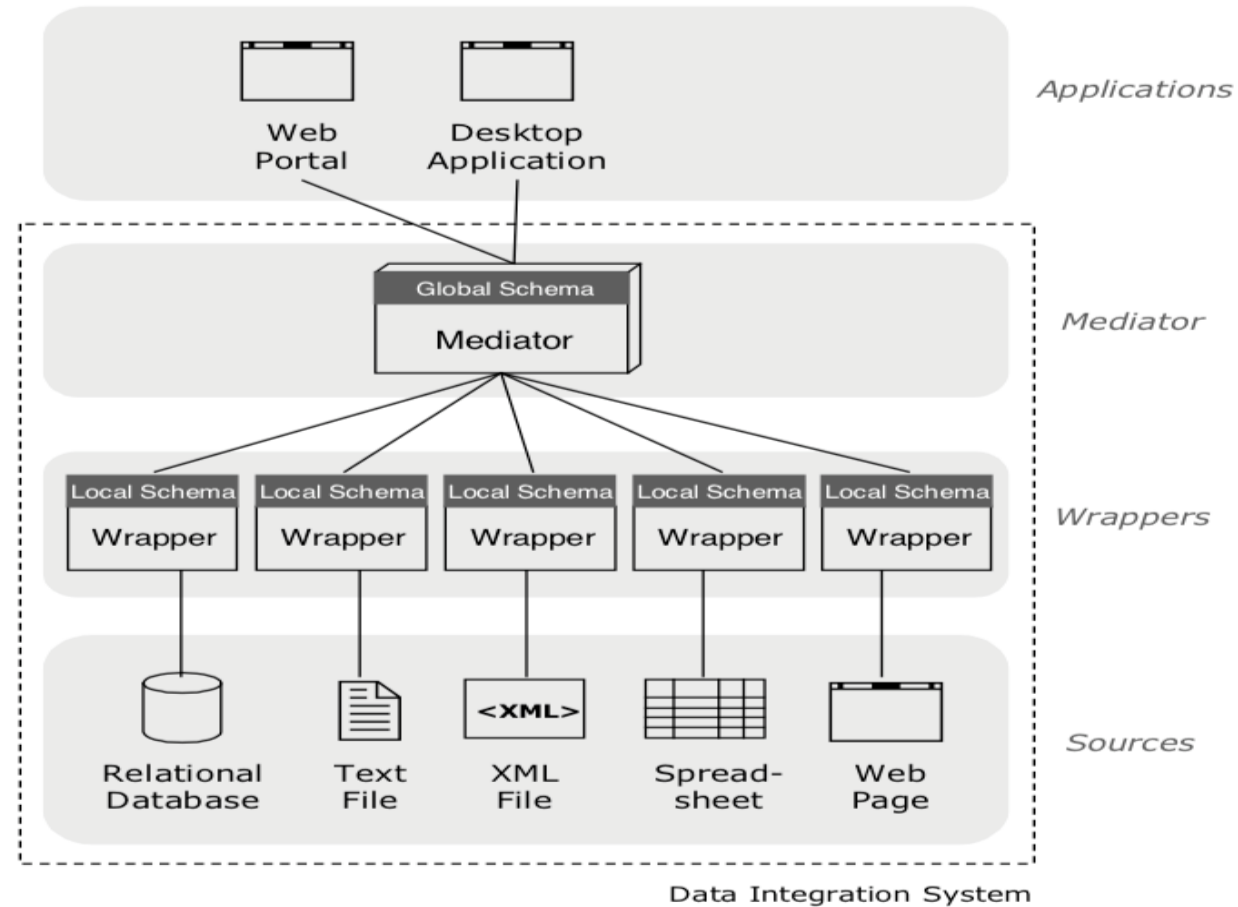 Web
Portal
Desktop
Application
Applications
Global Schema
Mediator
Mediator
Local Schema
Wrapper
Local Schema
Wrapper
Local Schema
Wrapper
Local Schema
Wrapper
Local Schema
Wrapper
Wrappers
<XML>
Relational
Database
Text
File
XML
File
Spread-
sheet
Web
Page
Sources
Data Integration System